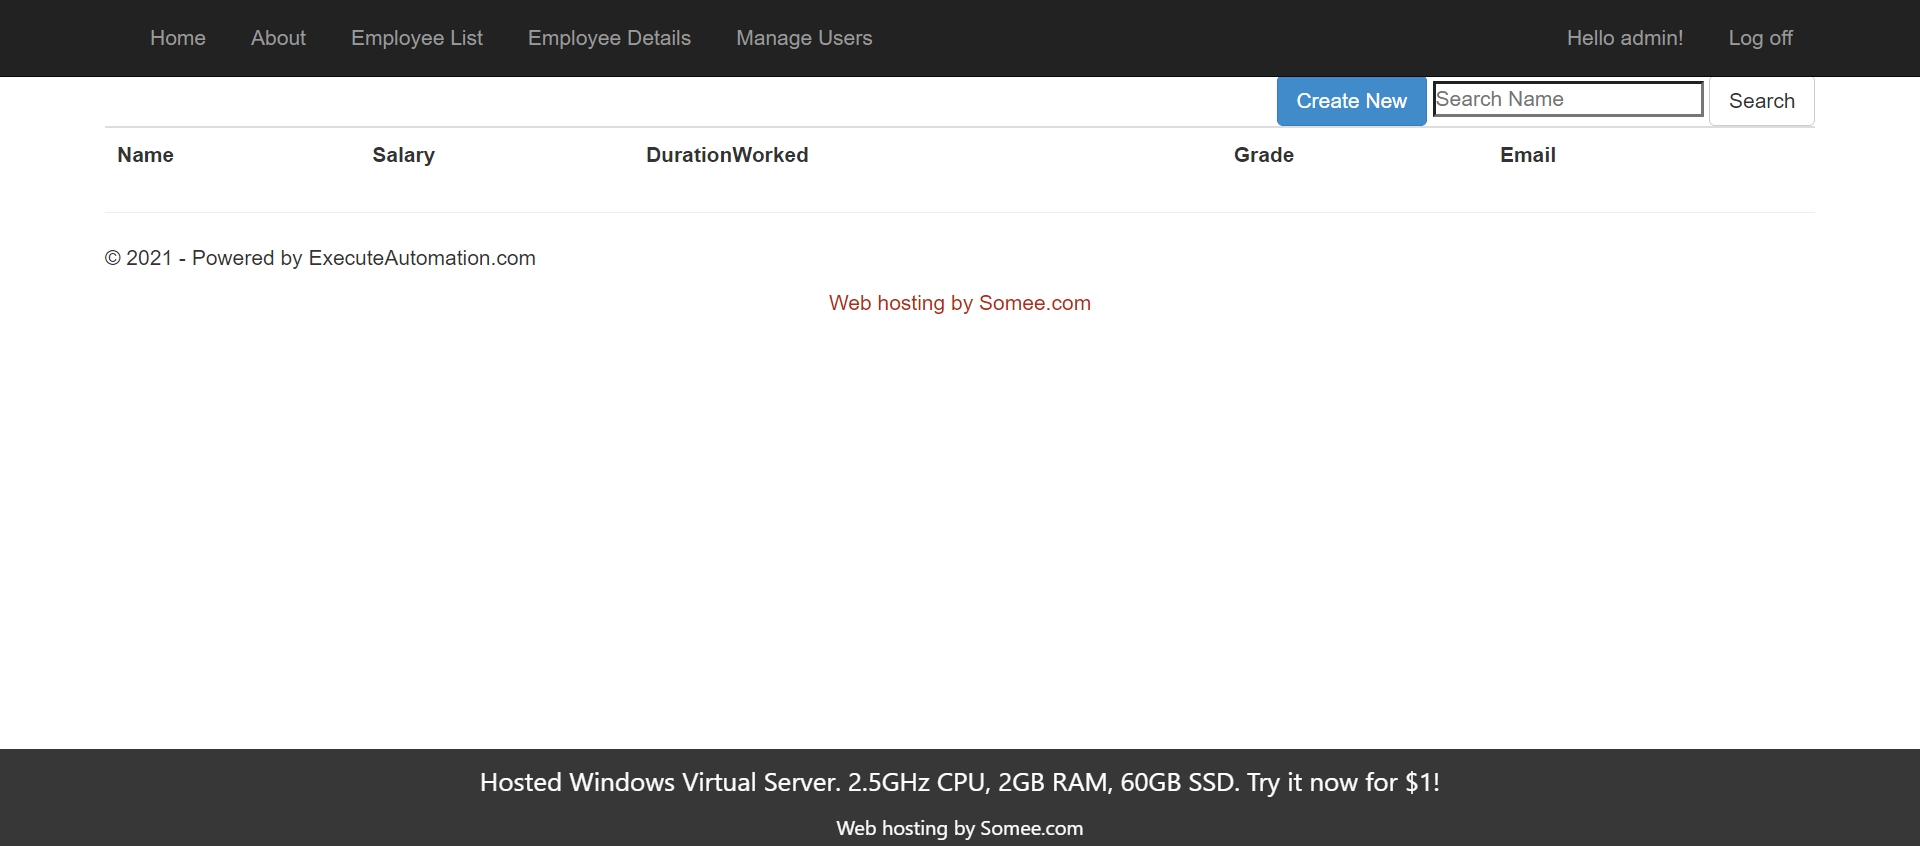 Home About Employee List Employee Details Manage Users Hello admin! Log off
Create New Search Name Search
Name Salary DurationWorked Grade Email
© 2021 - Powered by ExecuteAutomation.com
Web hosting by Somee.com
Hosted Windows Virtual Server. 2.5GHz CPU, 2GB RAM, 60GB SSD. Try it now for $1!
Web hosting by Somee.com